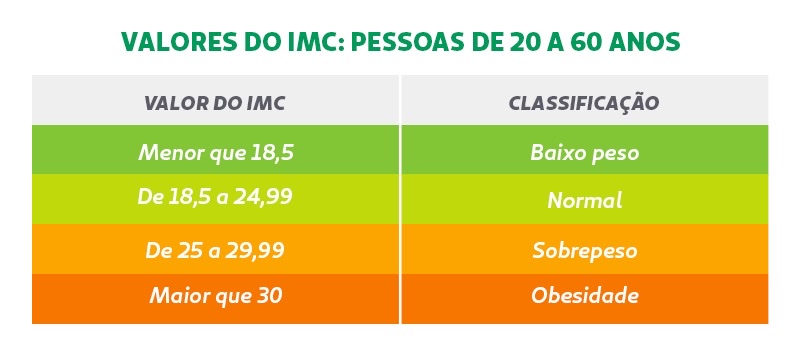 VALORES DO IMC: PESSOAS DE 20 A 60 ANOS
VALOR DO IMC CLASSIFICAÇÃO
Menor que 18,5 Baixo peso
De 18,5 a 24,99 Normal
De 25 a 29,99 Sobrepeso
Maior que 30 Obesidade